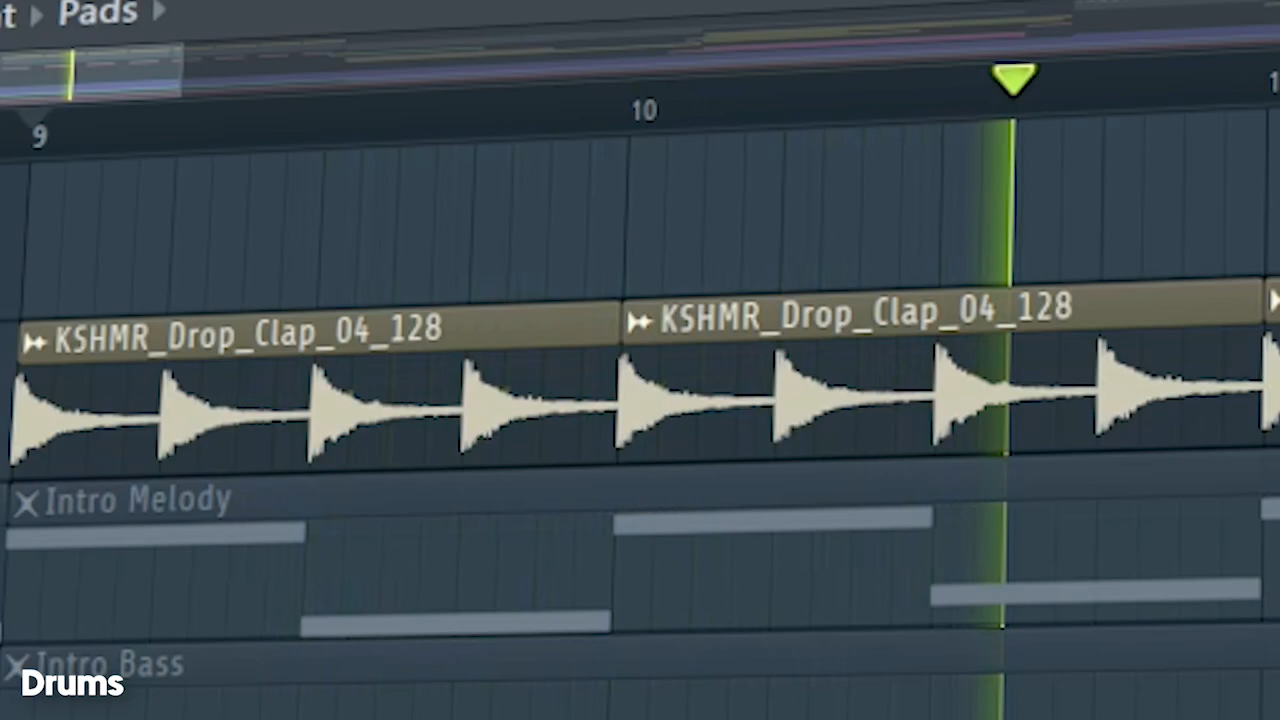 Pads
9
10
KSHMR_Drop_Clap_04_128
KSHMR_Drop_Clap_04_128
Intro Melody
Intro Bass
Drums